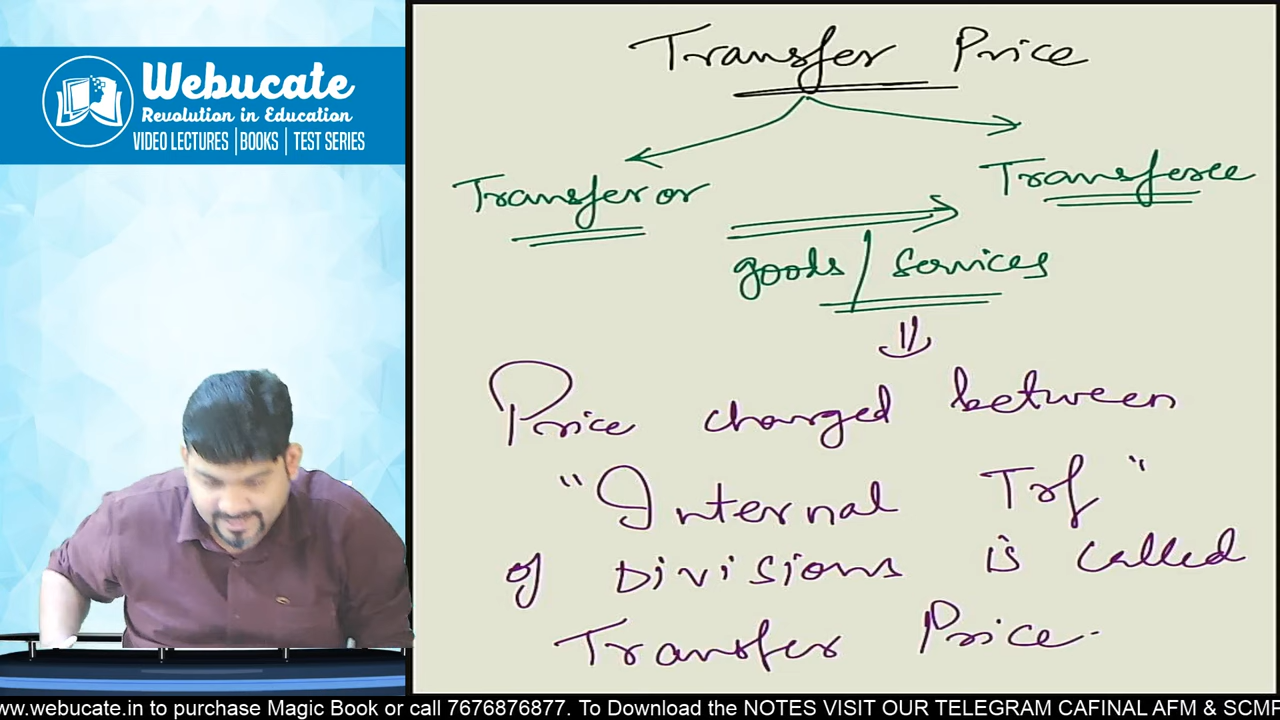 Webucate
Revolution in Education
VIDEO LECTURES | BOOKS | TEST SERIES
Transfer Price
Transferor
Transferee
goods / Services
Price charged between
"Internal Trf"
of Divisions is called
Transfer Price.
www.webucate.in to purchase Magic Book or call 7676876877. To Download the NOTES VISIT OUR TELEGRAM CAFINAL AFM & SCMP